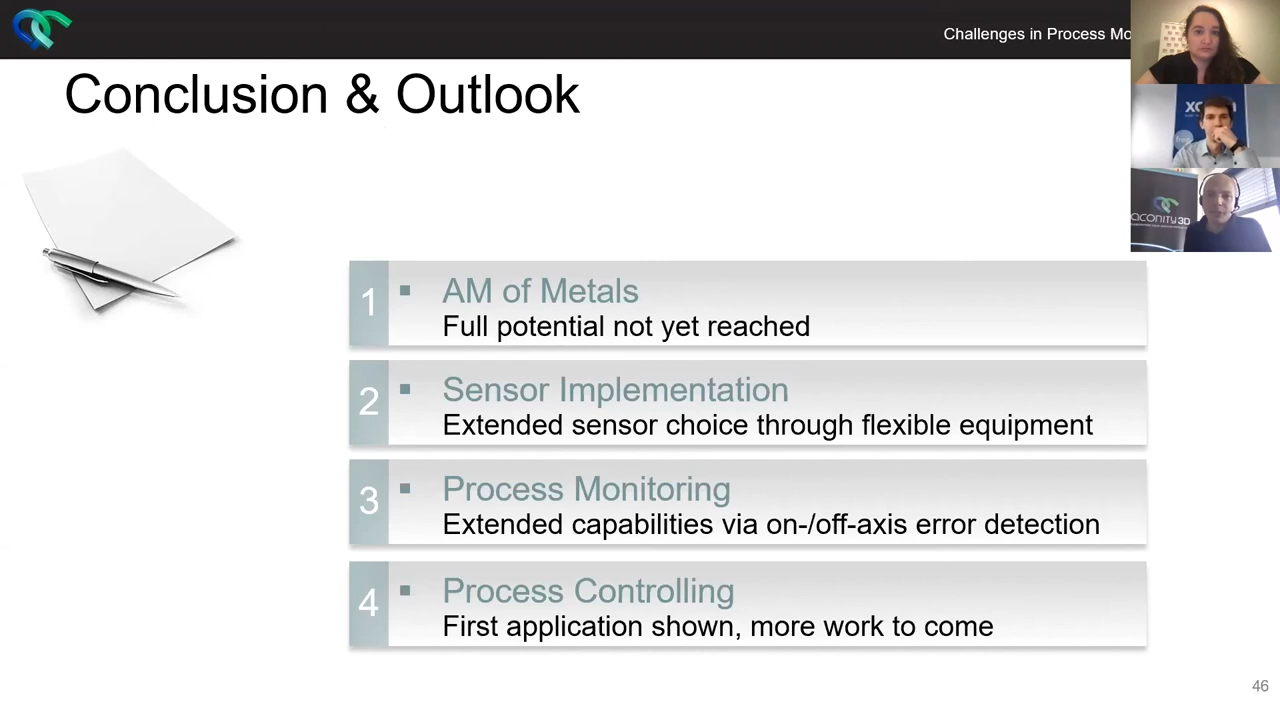 Challenges in Process
Conclusion & Outlook
aconity3D
1
▪ AM of Metals
Full potential not yet reached
2
▪ Sensor Implementation
Extended sensor choice through flexible equipment
3
▪ Process Monitoring
Extended capabilities via on-/off-axis error detection
4
▪ Process Controlling
First application shown, more work to come
46